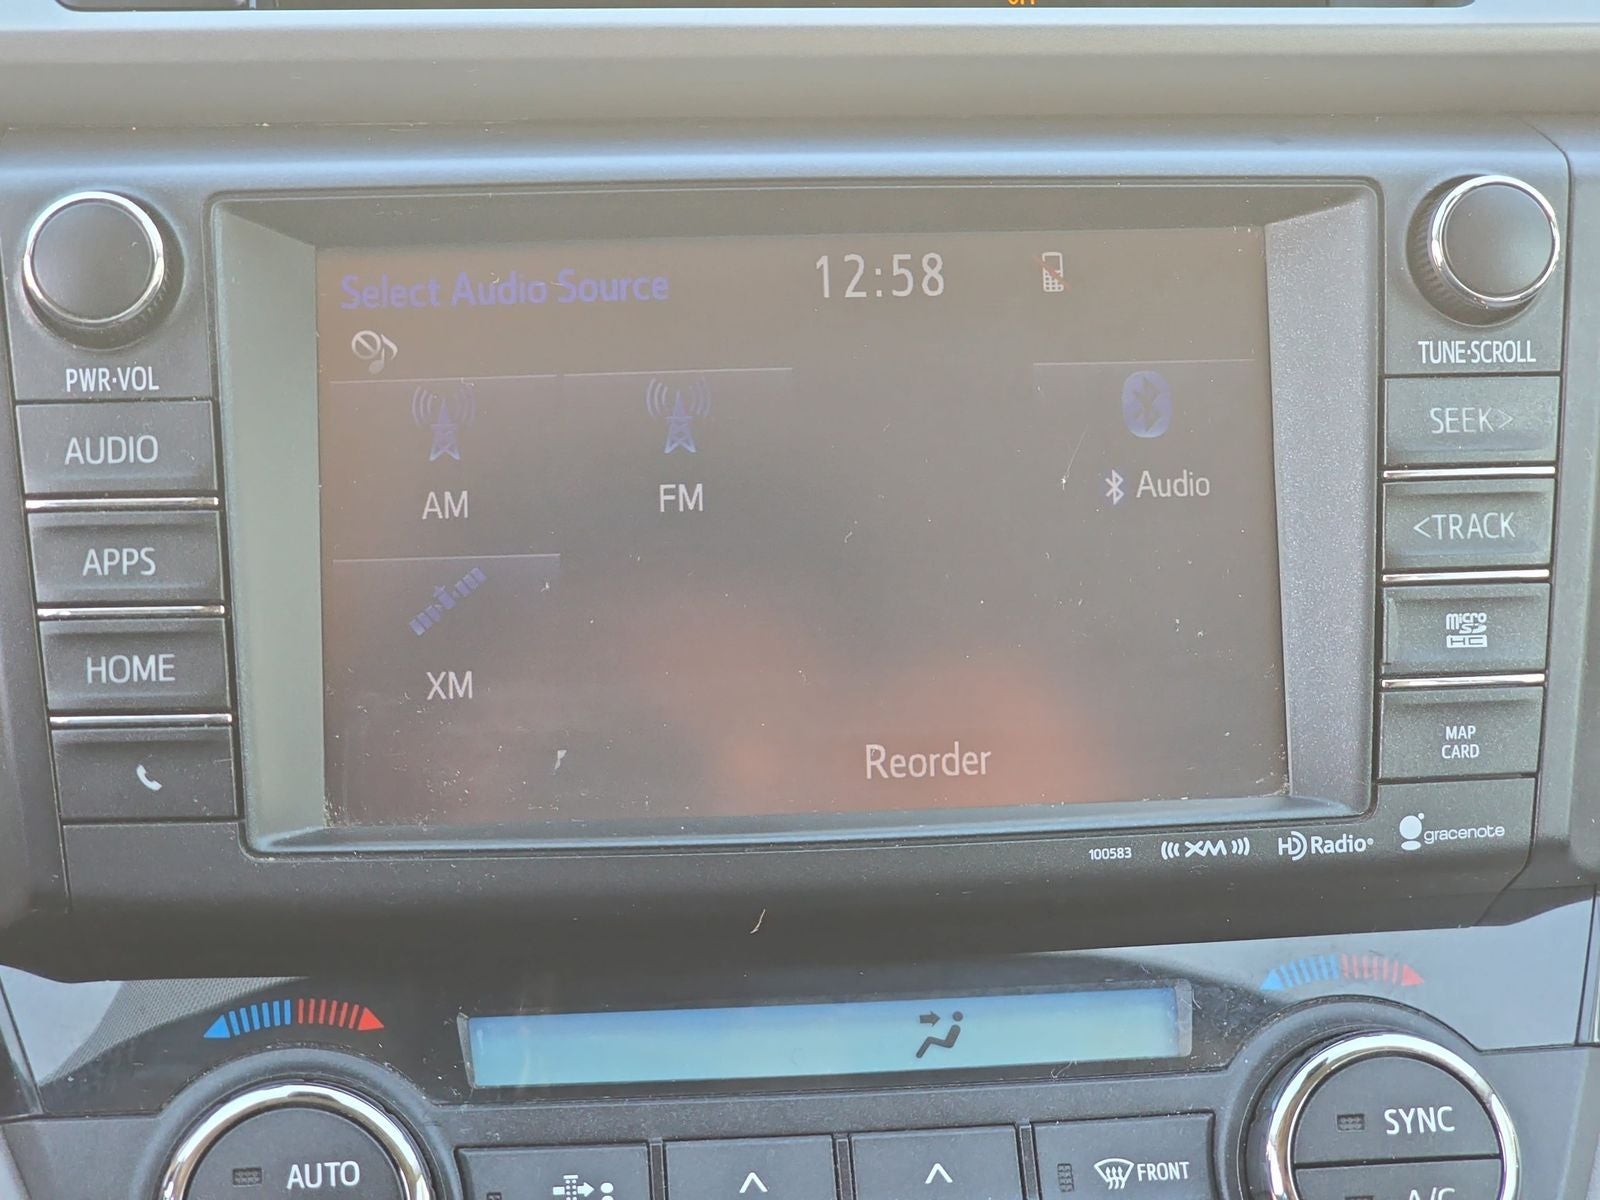 Select Audio Source
12:58
AM
FM
Audio
XM
Reorder
PWR·VOL
AUDIO
APPS
HOME
TUNE·SCROLL
SEEK>
<TRACK
micro SD HC
MAP
CARD
100583
((( XM )))
HD Radio®
gracenote
AUTO
FRONT
SYNC
A/C